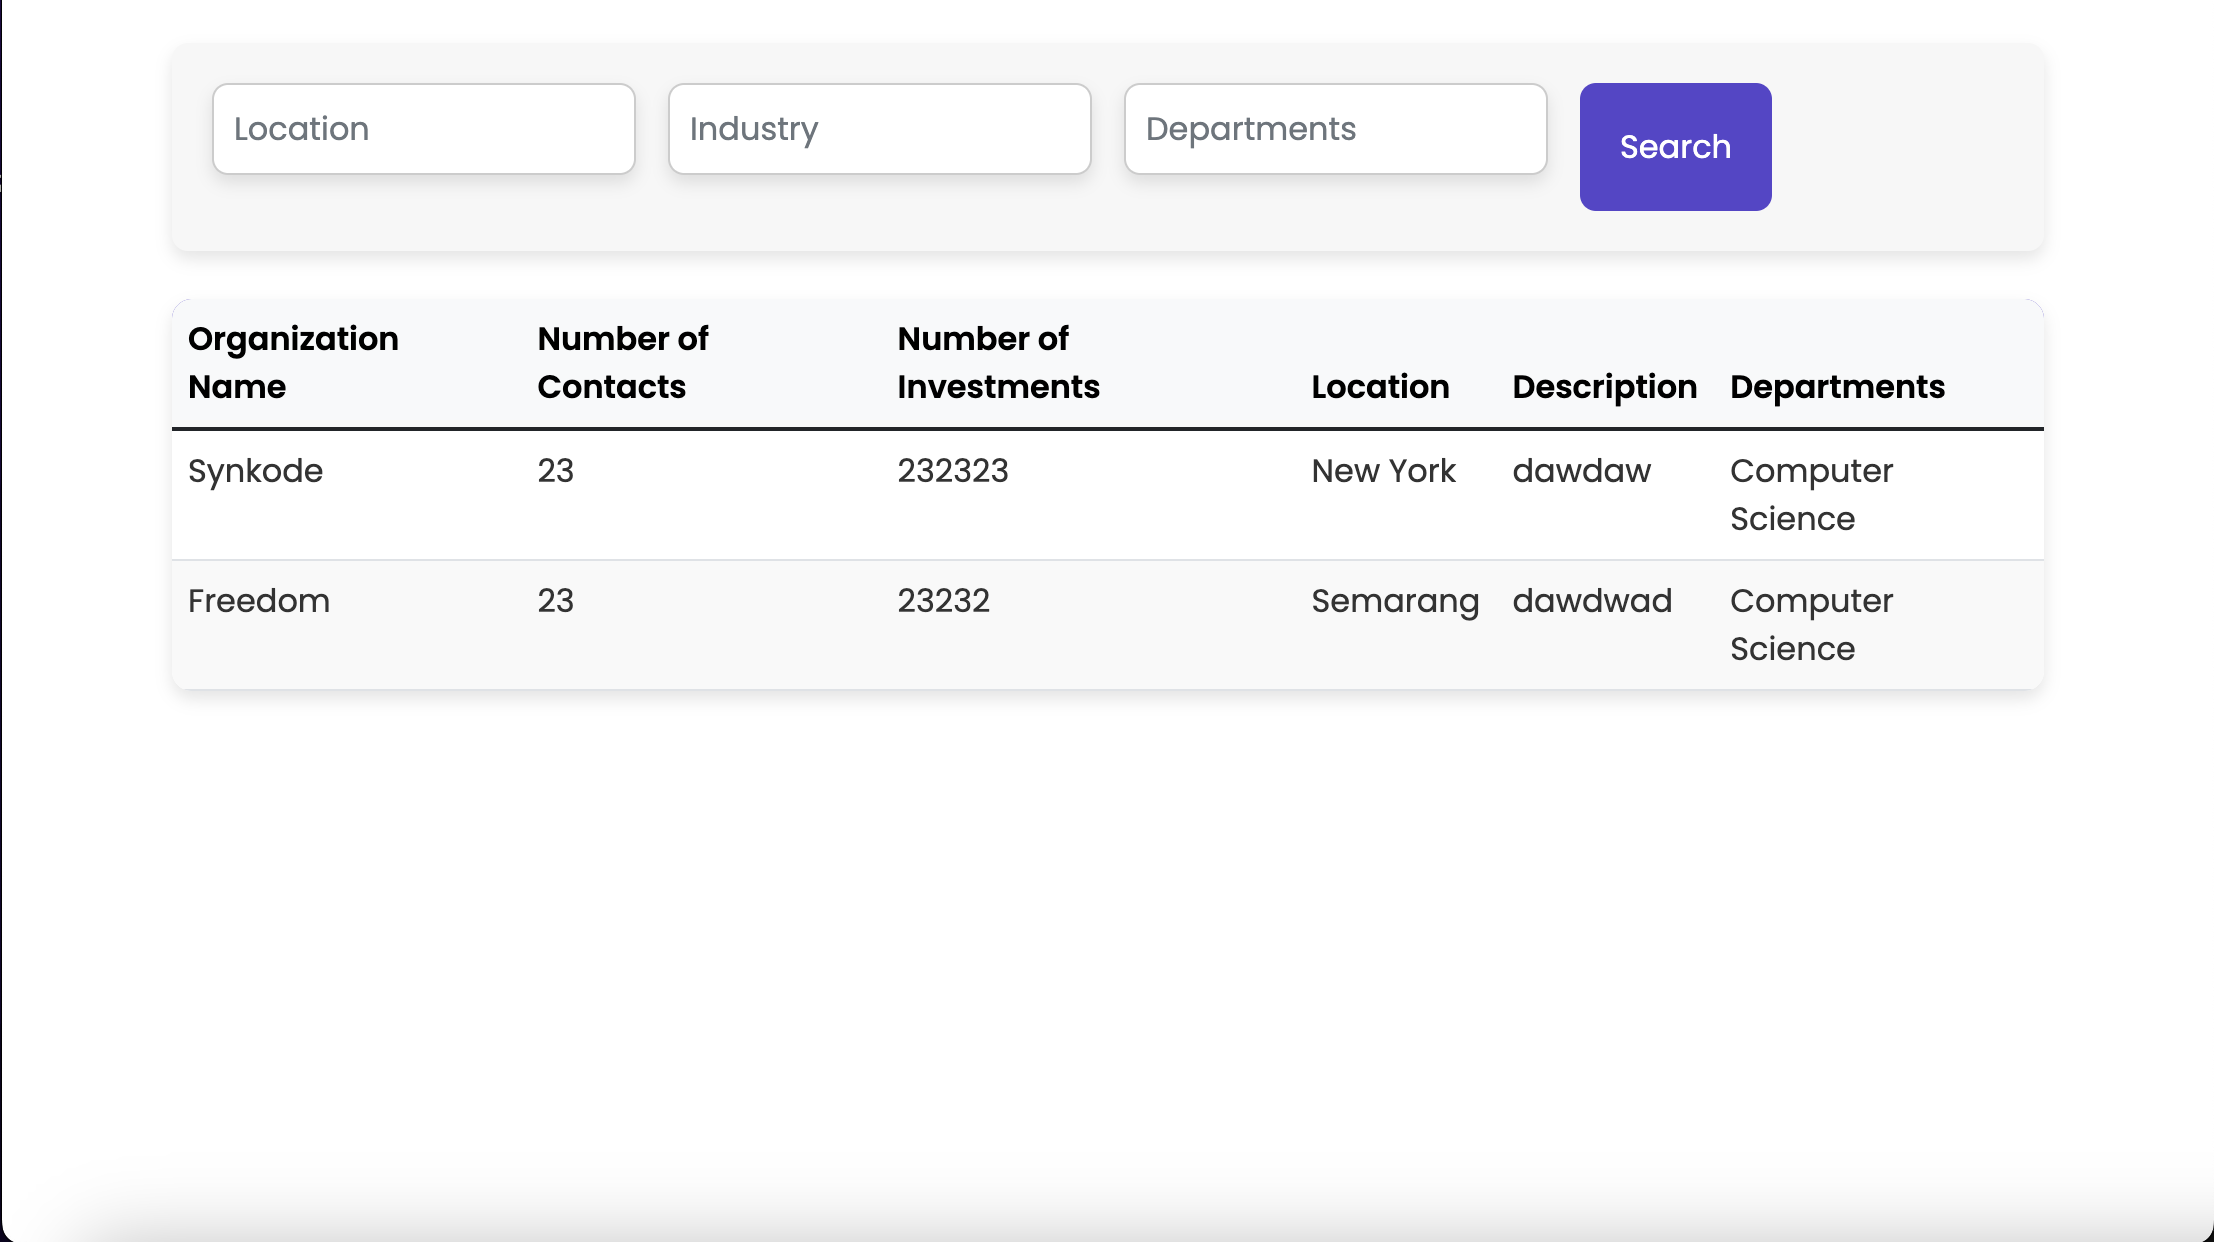 Location
Industry
Departments
Search
Organization
Name
Number of
Contacts
Number of
Investments
Location
Description
Departments
Synkode
23
232323
New York
dawdaw
Computer
Science
Freedom
23
23232
Semarang
dawdwad
Computer
Science